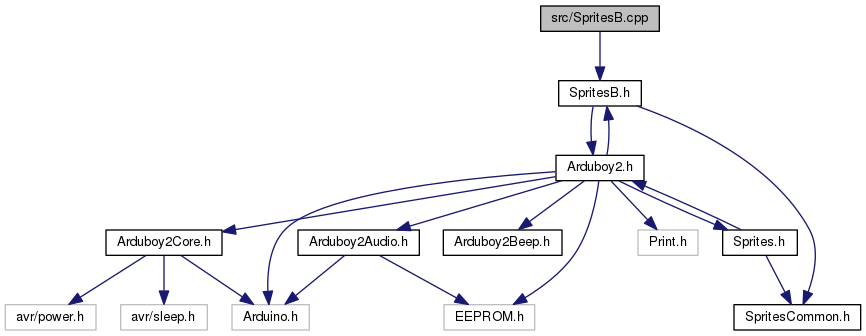 src/SpritesB.cpp
SpritesB.h
Arduboy2.h
Arduboy2Core.h
Arduboy2Audio.h
Arduboy2Beep.h
Print.h
Sprites.h
avr/power.h
avr/sleep.h
Arduino.h
EEPROM.h
SpritesCommon.h